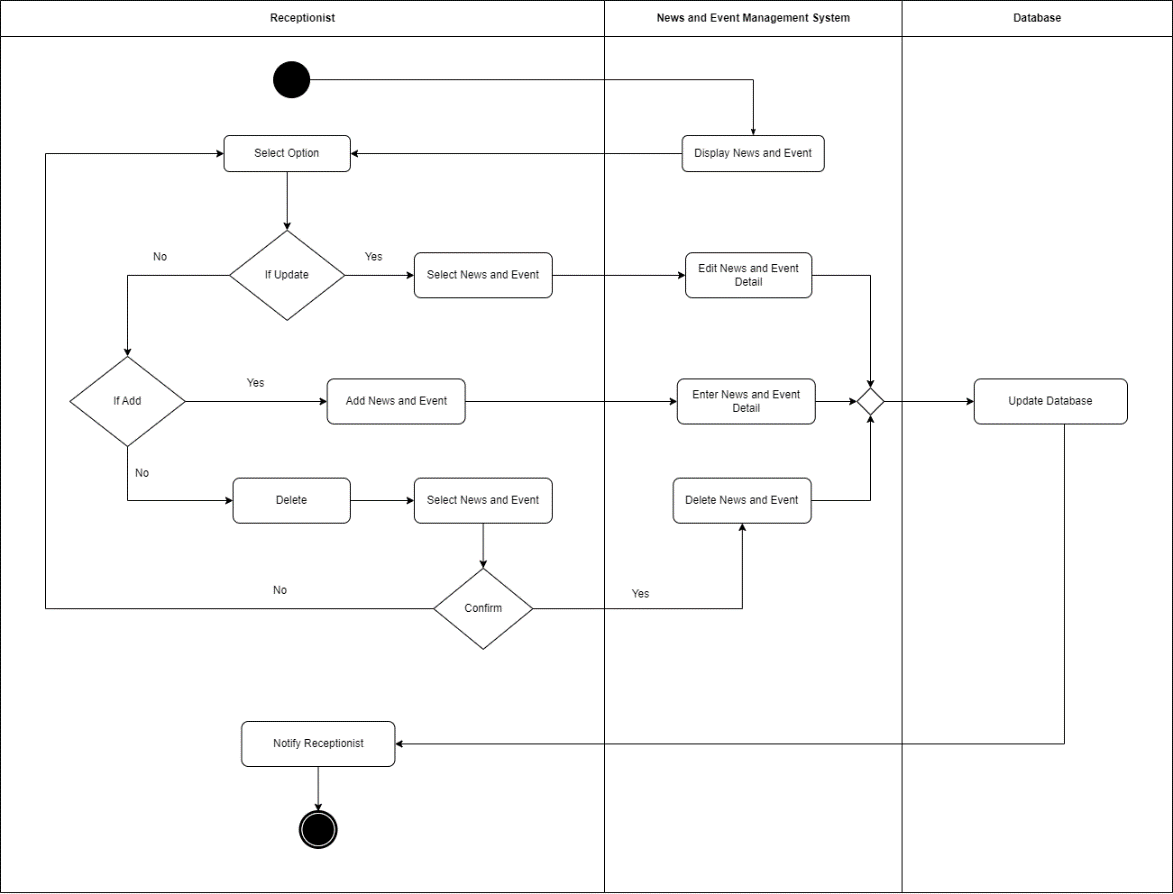 Receptionist
News and Event Management System
Database
Select Option
Display News and Event
No
If Update
Yes
Select News and Event
Edit News and Event
Detail
If Add
Yes
Add News and Event
Enter News and Event
Detail
Update Database
No
Delete
Select News and Event
Delete News and Event
No
Confirm
Yes
Notify Receptionist